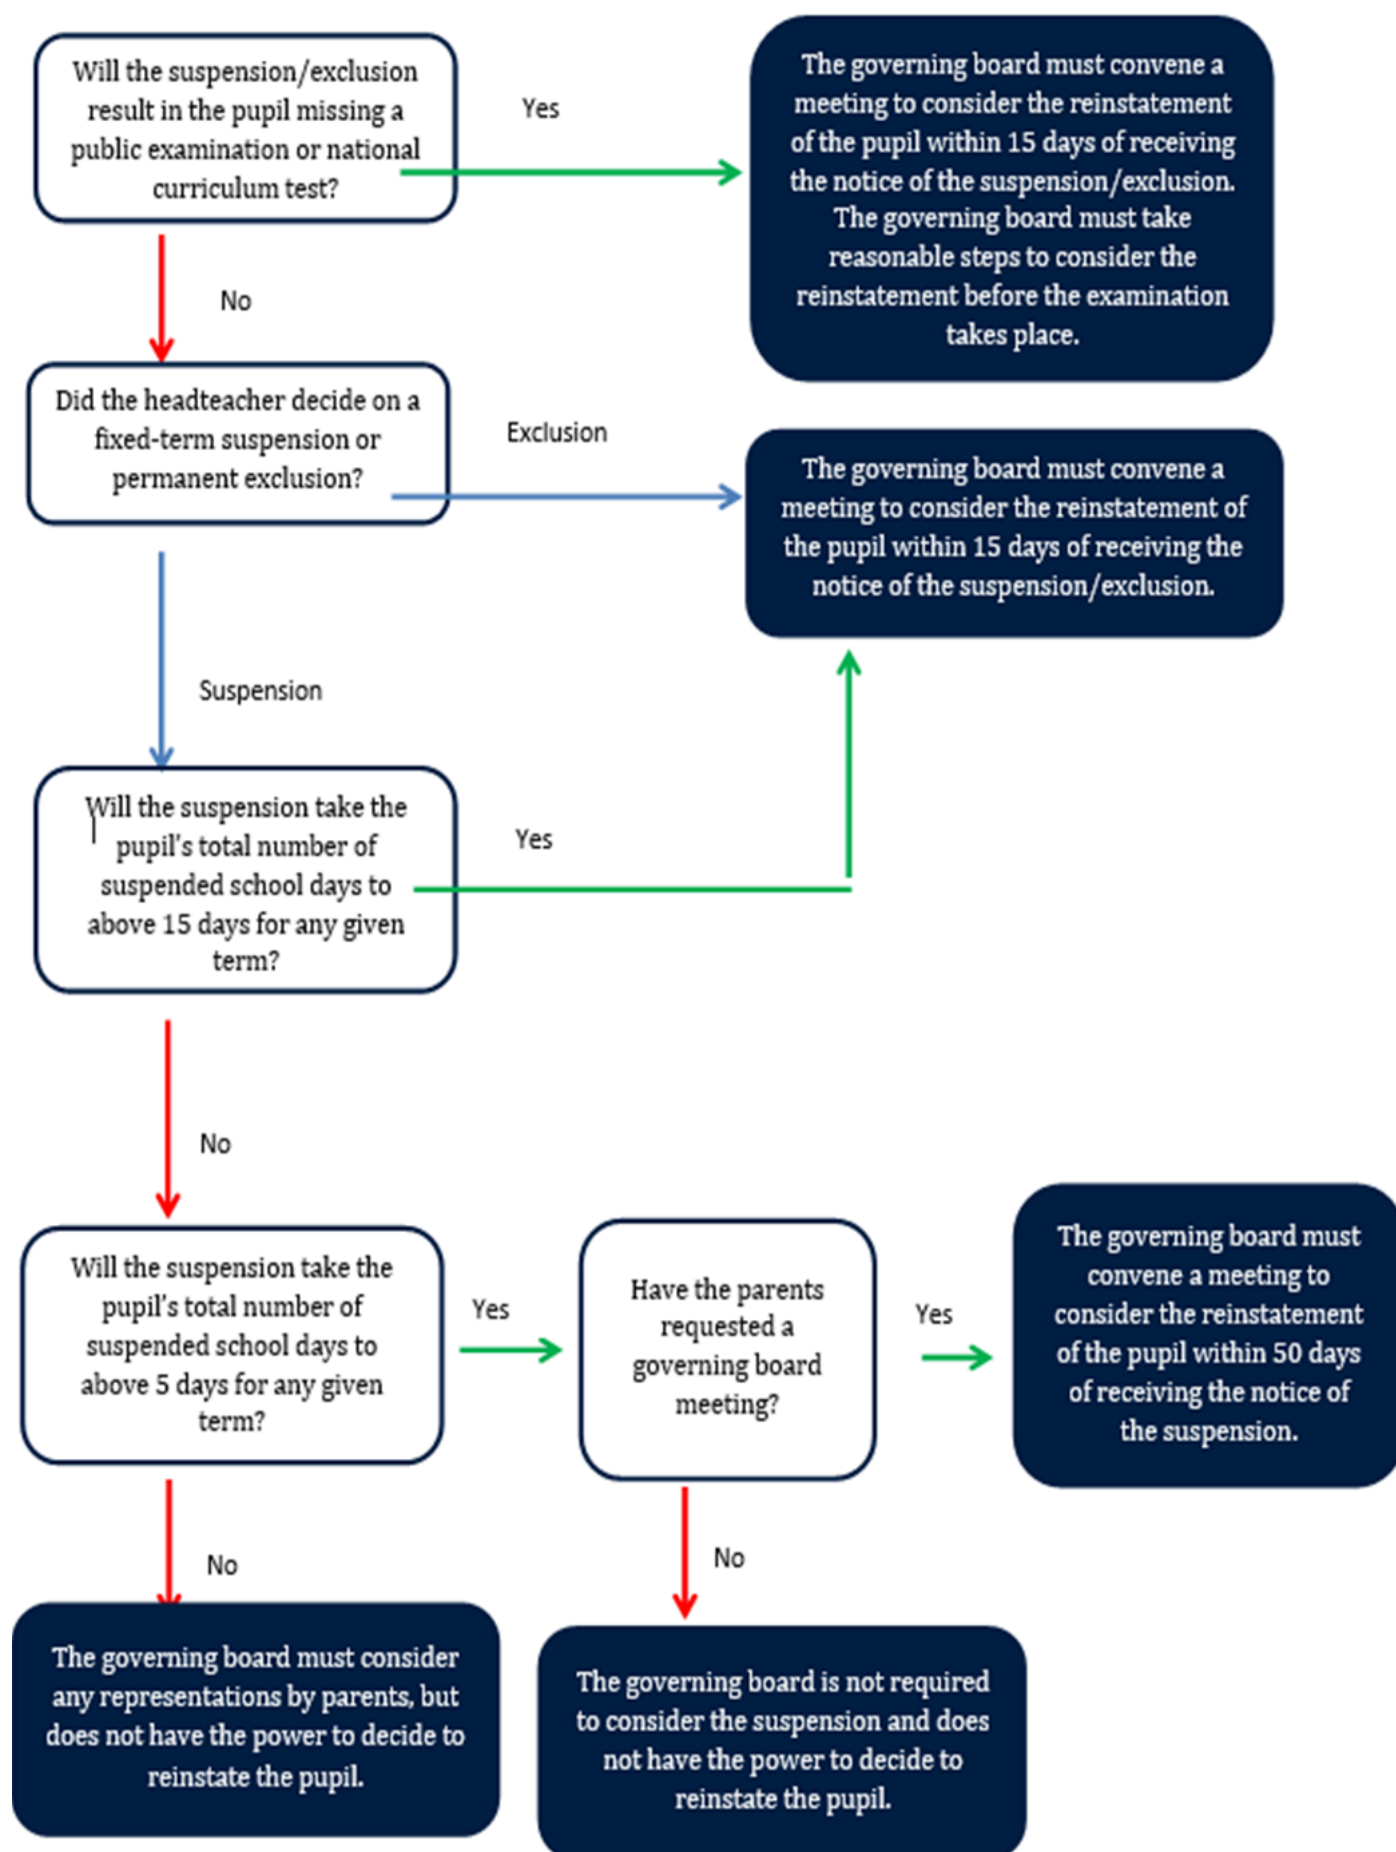 Will the suspension/exclusion
result in the pupil missing a
public examination or national
curriculum test?
Yes
The governing board must convene a
meeting to consider the reinstatement
of the pupil within 15 days of receiving
the notice of the suspension/exclusion.
The governing board must take
reasonable steps to consider the
reinstatement before the examination
takes place.
No
Did the headteacher decide on a
fixed-term suspension or
permanent exclusion?
Exclusion
The governing board must convene a
meeting to consider the reinstatement of
the pupil within 15 days of receiving the
notice of the suspension/exclusion.
Suspension
Will the suspension take the
pupil's total number of
suspended school days to
above 15 days for any given
term?
Yes
No
Will the suspension take the
pupil's total number of
suspended school days to
above 5 days for any given
term?
Yes
Have the parents
requested a
governing board
meeting?
Yes
The governing board must
convene a meeting to
consider the reinstatement
of the pupil within 50 days
of receiving the notice of
the suspension.
No
No
The governing board must consider
any representations by parents, but
does not have the power to decide to
reinstate the pupil.
The governing board is not required
to consider the suspension and does
not have the power to decide to
reinstate the pupil.